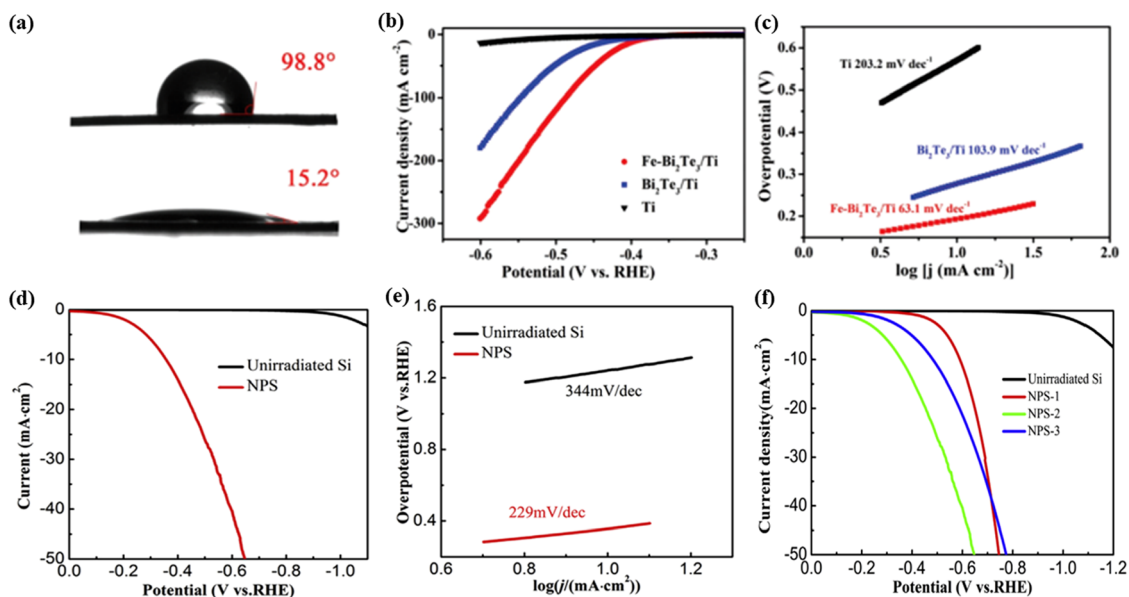 (a)
98.8°
15.2°
(b)
Current density (mA cm⁻²)
0
-50
-100
-150
-200
-250
-300
Fe-Bi₂Te₃/Ti
Bi₂Te₃/Ti
Ti
-0.6
-0.5
-0.4
-0.3
Potential (V vs. RHE)
(c)
Overpotential (V)
0.6
0.5
0.4
0.3
0.2
Ti 203.2 mV dec⁻¹
Bi₂Te₃/Ti 103.9 mV dec⁻¹
Fe-Bi₂Te₃/Ti 63.1 mV dec⁻¹
0.0
0.5
1.0
1.5
2.0
log [j (mA cm⁻²)]
(d)
Current (mA·cm²)
0
-10
-20
-30
-40
-50
Unirradiated Si
NPS
0.0
-0.2
-0.4
-0.6
-0.8
-1.0
Potential (V vs.RHE)
(e)
Overpotential (V vs.RHE)
1.6
1.2
0.8
0.4
Unirradiated Si
NPS
344mV/dec
229mV/dec
0.6
0.8
1.0
1.2
log(j/(mA·cm²))
(f)
Current density(mA·cm²)
0
-10
-20
-30
-40
-50
Unirradiated Si
NPS-1
NPS-2
NPS-3
0.0
-0.2
-0.4
-0.6
-0.8
-1.0
-1.2
Potential (V vs.RHE)